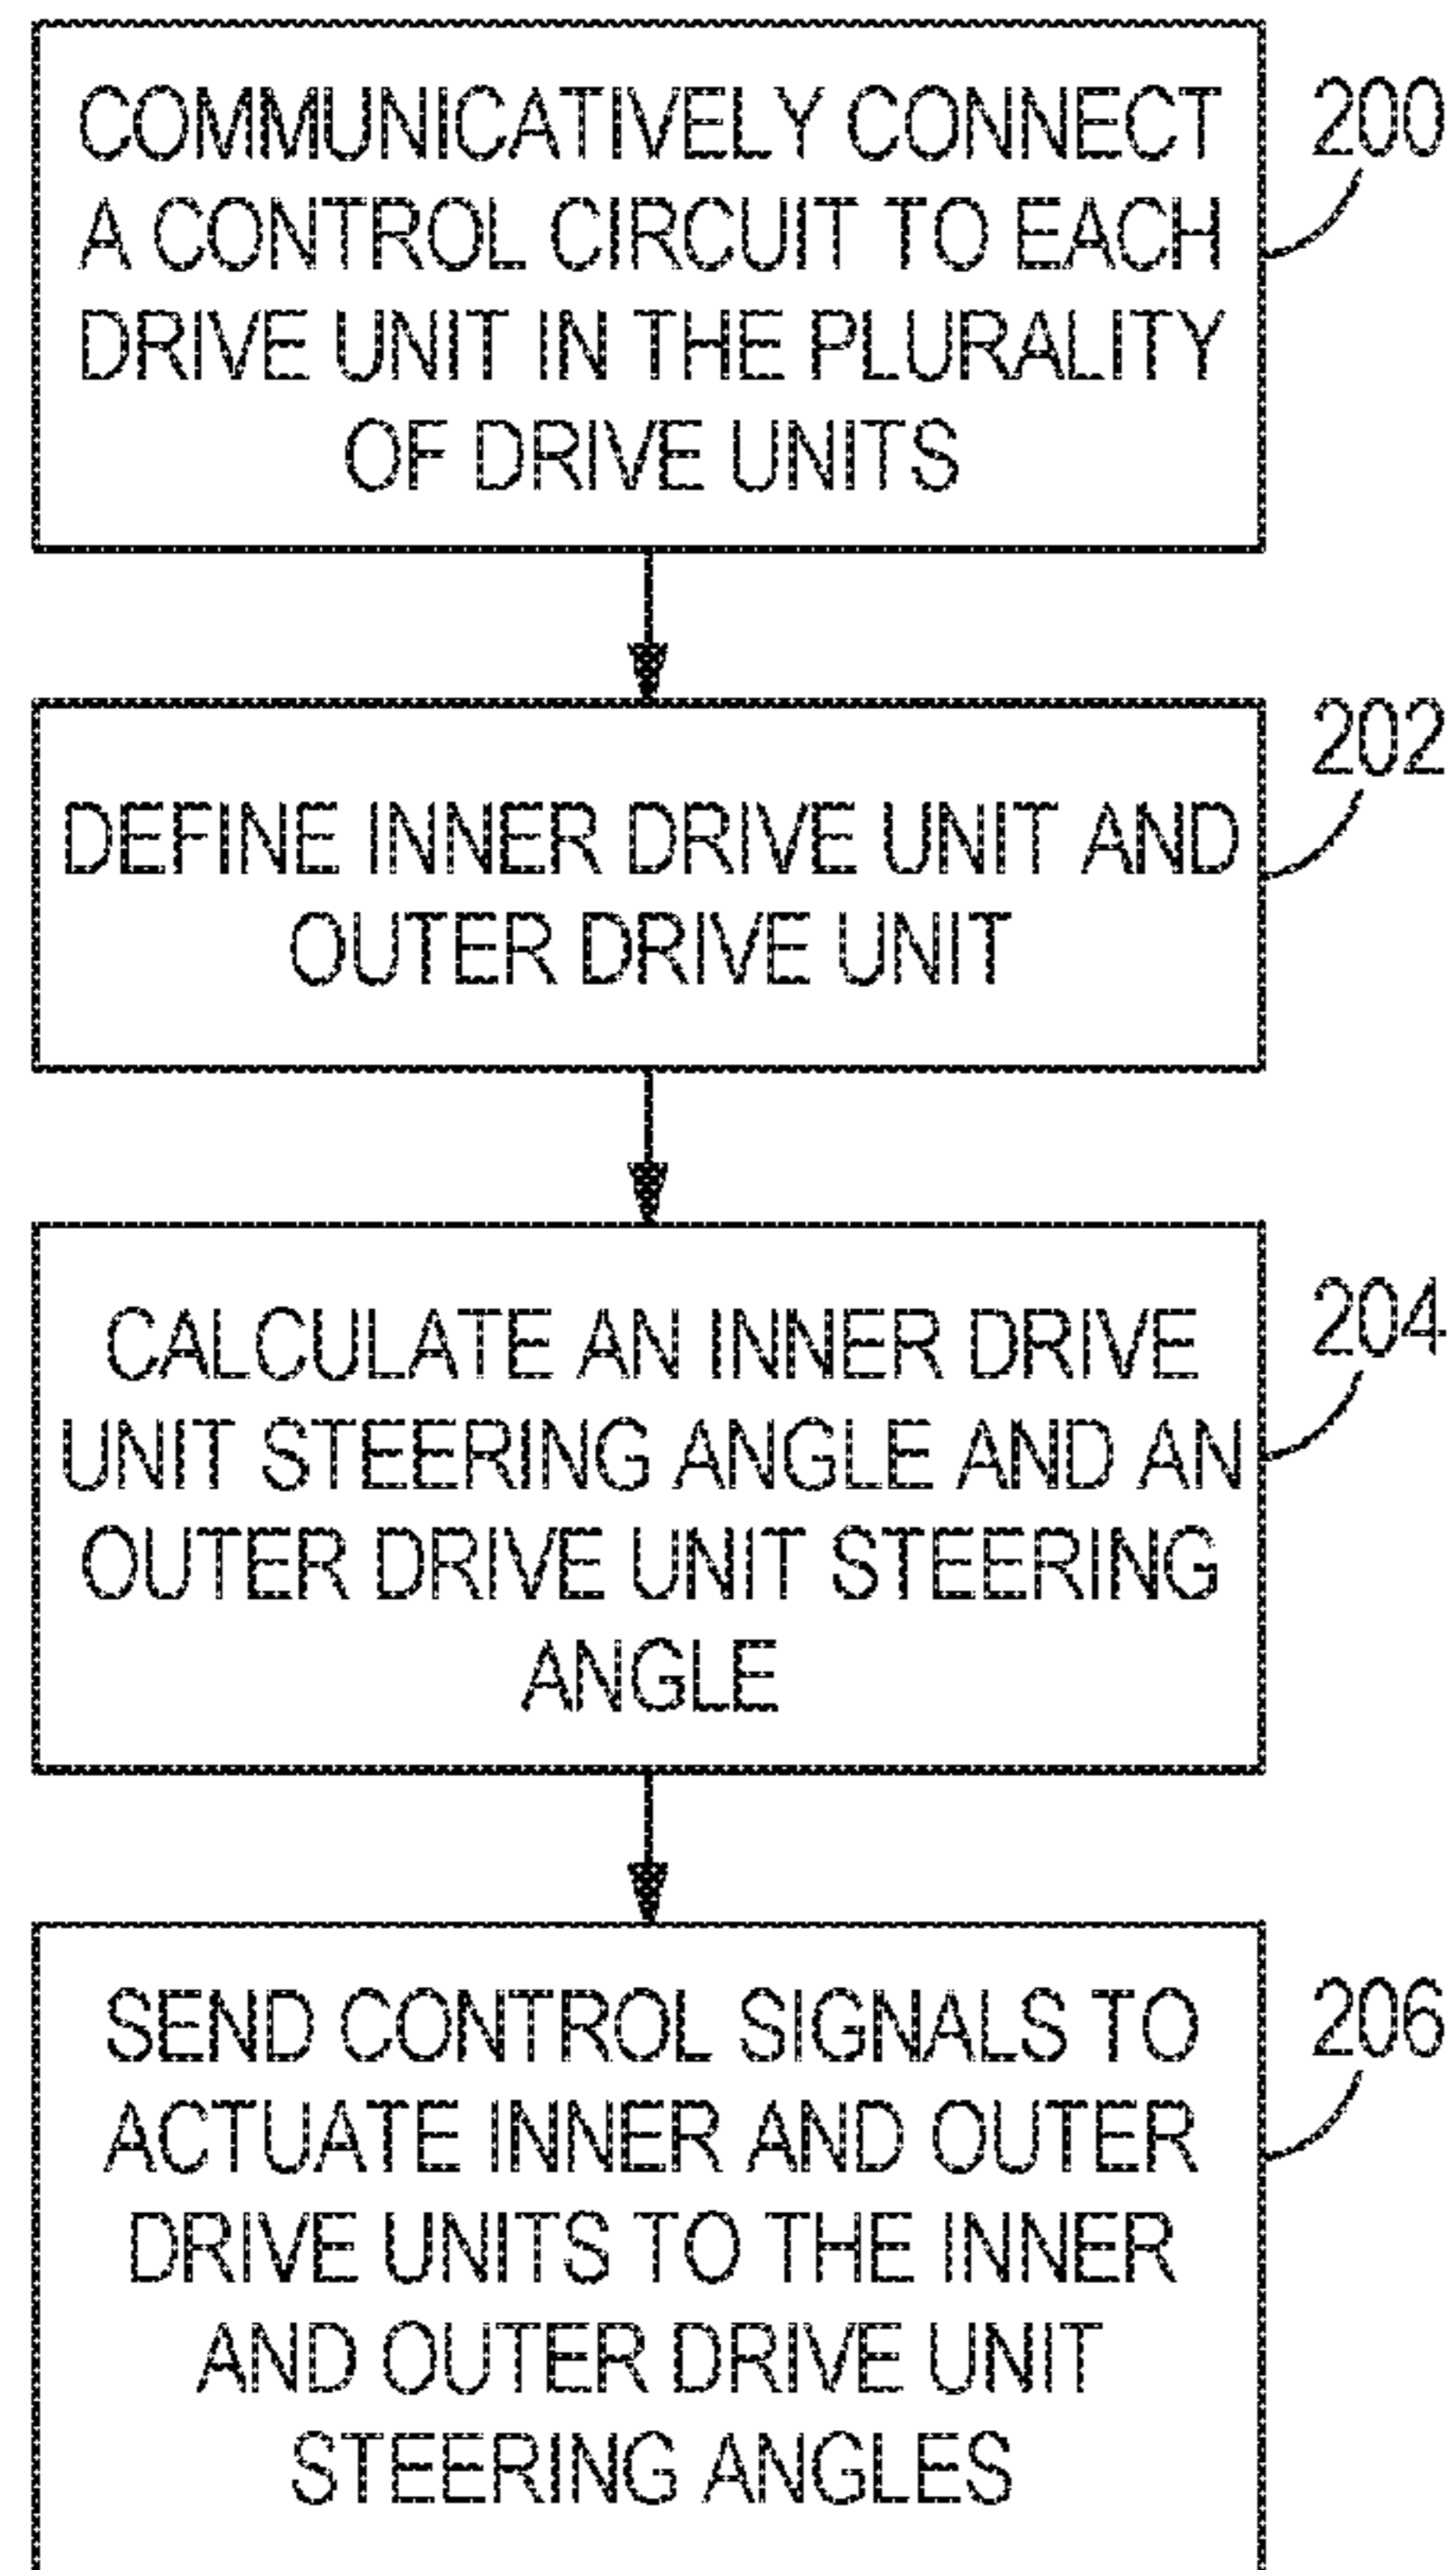 COMMUNICATIVELY CONNECT
A CONTROL CIRCUIT TO EACH
DRIVE UNIT IN THE PLURALITY
OF DRIVE UNITS
200
DEFINE INNER DRIVE UNIT AND
OUTER DRIVE UNIT
202
CALCULATE AN INNER DRIVE
UNIT STEERING ANGLE AND AN
OUTER DRIVE UNIT STEERING
ANGLE
204
SEND CONTROL SIGNALS TO
ACTUATE INNER AND OUTER
DRIVE UNITS TO THE INNER
AND OUTER DRIVE UNIT
STEERING ANGLES
206